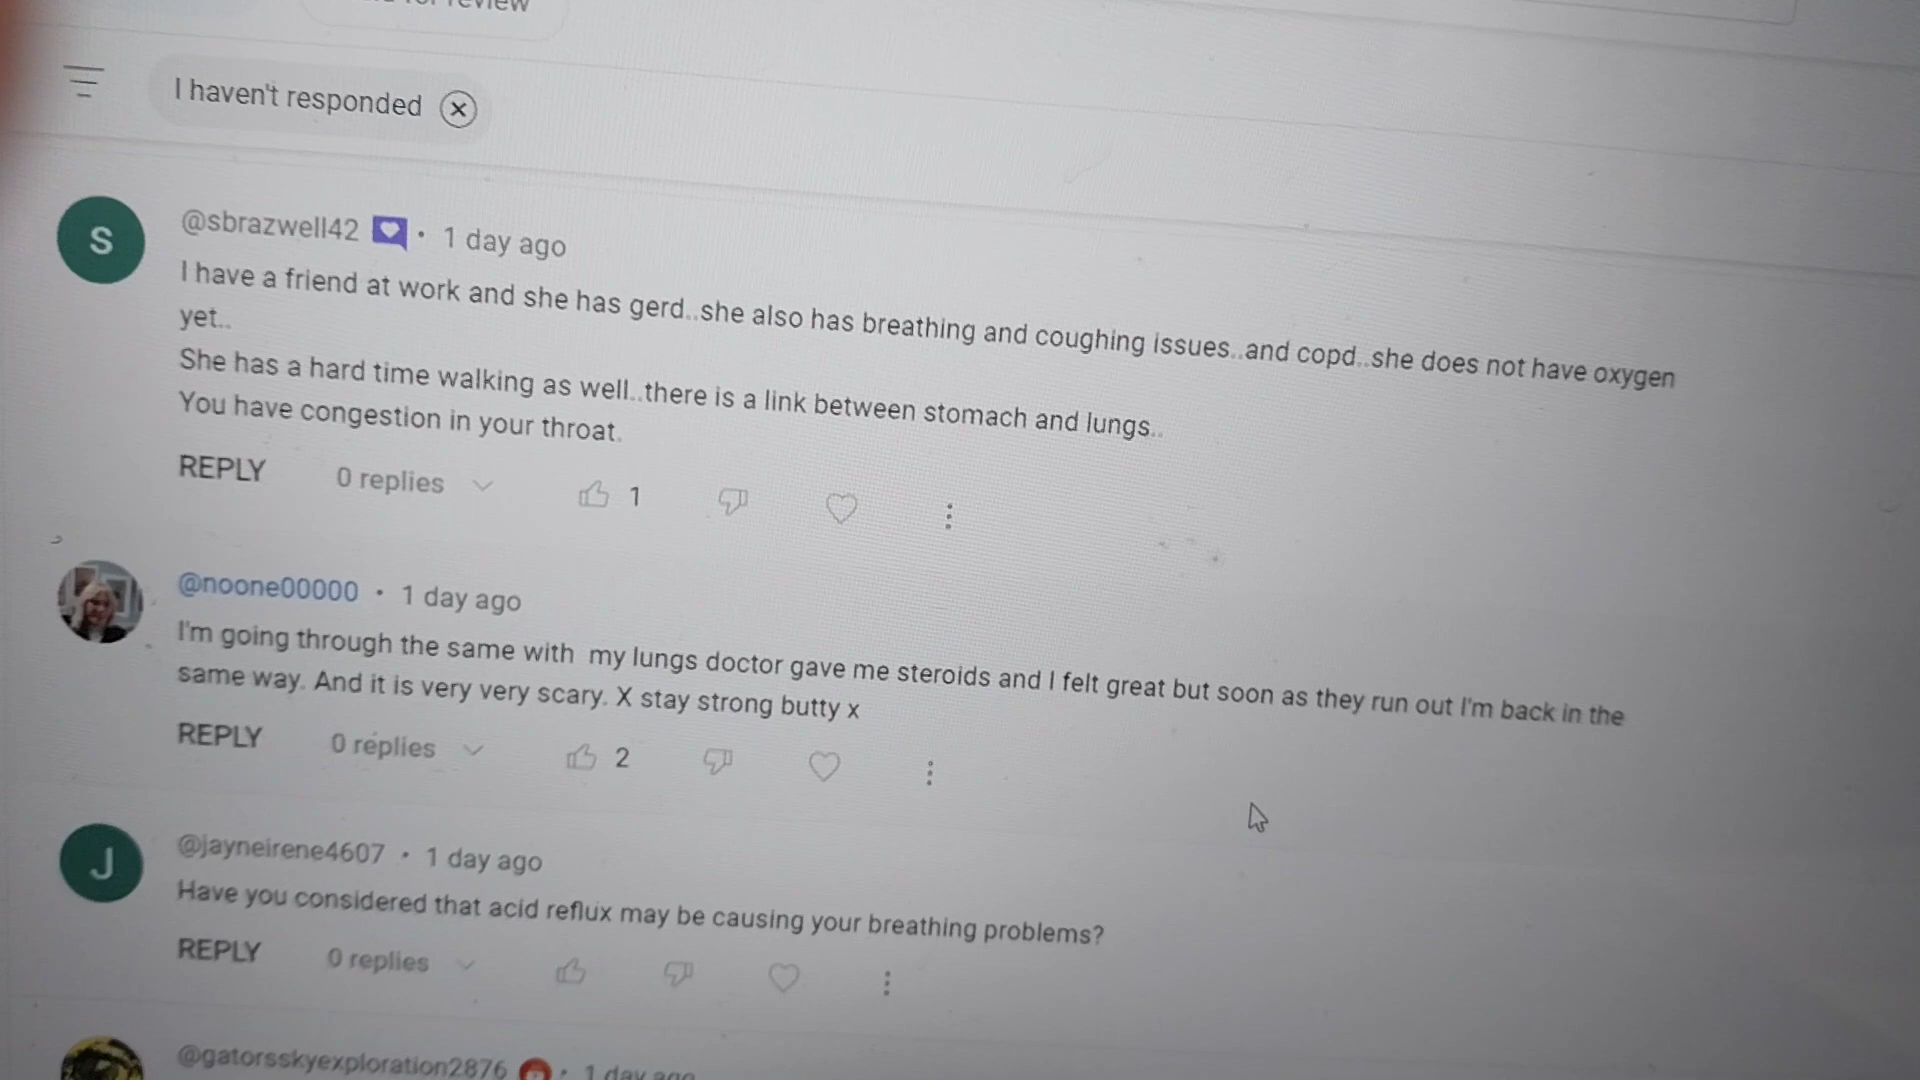 for review
I haven't responded
S
@sbrazwell42 • 1 day ago
I have a friend at work and she has gerd..she also has breathing and coughing issues..and copd..she does not have oxygen
yet..
She has a hard time walking as well..there is a link between stomach and lungs..
You have congestion in your throat.
REPLY 0 replies 1
@noone00000 • 1 day ago
I'm going through the same with my lungs doctor gave me steroids and I felt great but soon as they run out I'm back in the
same way. And it is very very scary. X stay strong butty x
REPLY 0 replies 2
J
@jayneirene4607 • 1 day ago
Have you considered that acid reflux may be causing your breathing problems?
REPLY 0 replies
@gatorsskyexploration2876 • 1 day ago